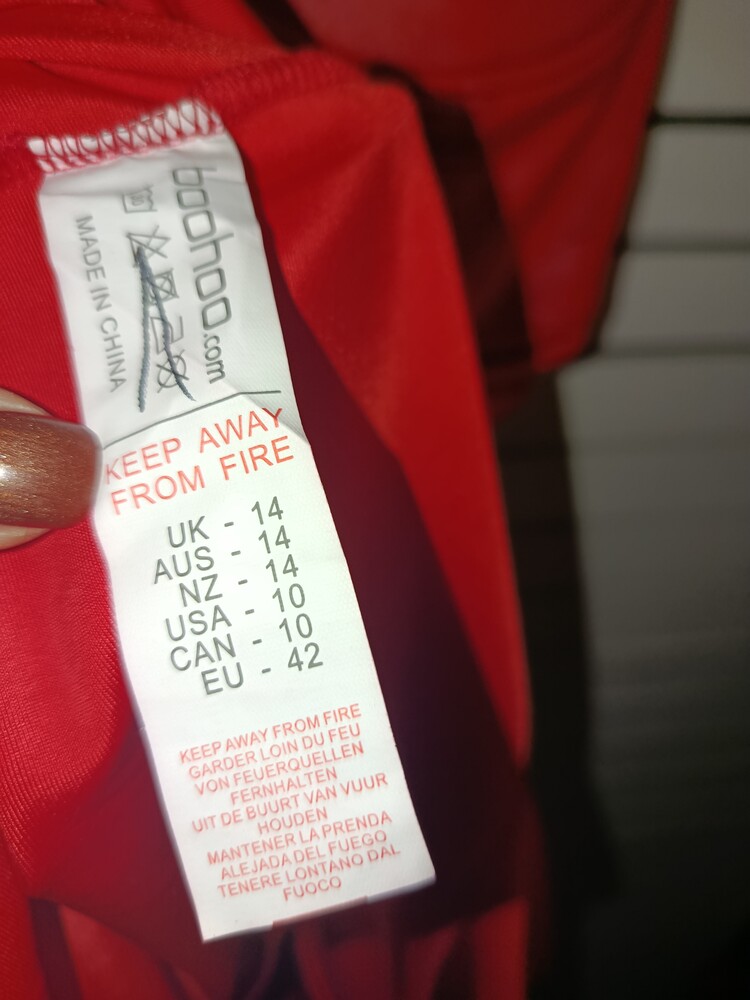 boohoo.com
MADE IN CHINA
KEEP AWAY
FROM FIRE
UK - 14
AUS - 14
NZ - 14
USA - 10
CAN - 10
EU - 42
KEEP AWAY FROM FIRE
GARDER LOIN DU FEU
VON FEUERQUELLEN
FERNHALTEN
UIT DE BUURT VAN VUUR
HOUDEN
MANTENER LA PRENDA
ALEJADA DEL FUEGO
TENERE LONTANO DAL
FUOCO